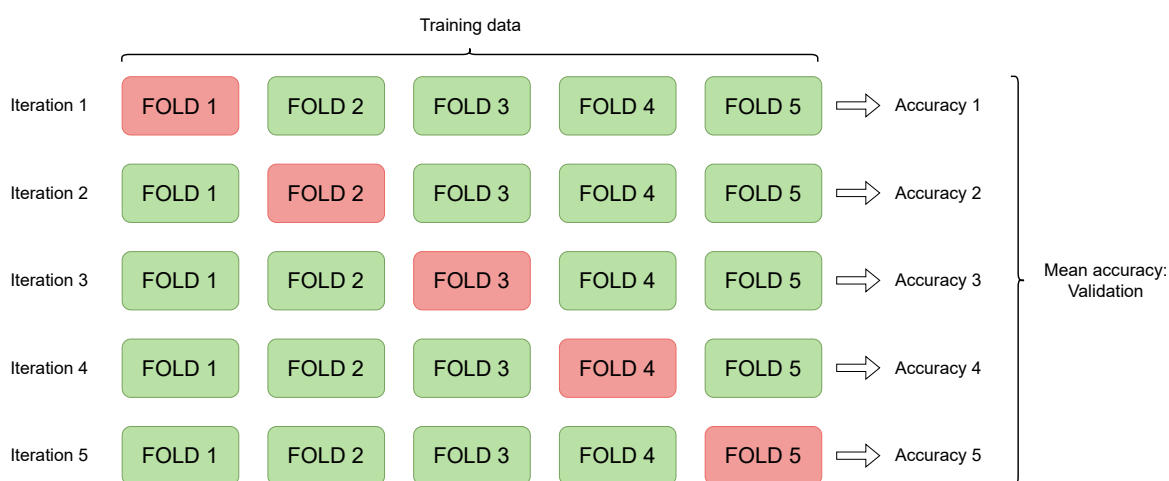 Training data
Iteration 1 FOLD 1 FOLD 2 FOLD 3 FOLD 4 FOLD 5 Accuracy 1
Iteration 2 FOLD 1 FOLD 2 FOLD 3 FOLD 4 FOLD 5 Accuracy 2
Iteration 3 FOLD 1 FOLD 2 FOLD 3 FOLD 4 FOLD 5 Accuracy 3
Mean accuracy:
Validation
Iteration 4 FOLD 1 FOLD 2 FOLD 3 FOLD 4 FOLD 5 Accuracy 4
Iteration 5 FOLD 1 FOLD 2 FOLD 3 FOLD 4 FOLD 5 Accuracy 5